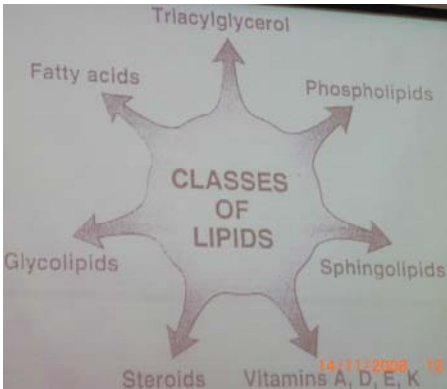 Triacylglycerol
Fatty acids
Phospholipids
CLASSES
OF
LIPIDS
Glycolipids
Sphingolipids
Steroids
Vitamins A, D, E, K
14/11/2008